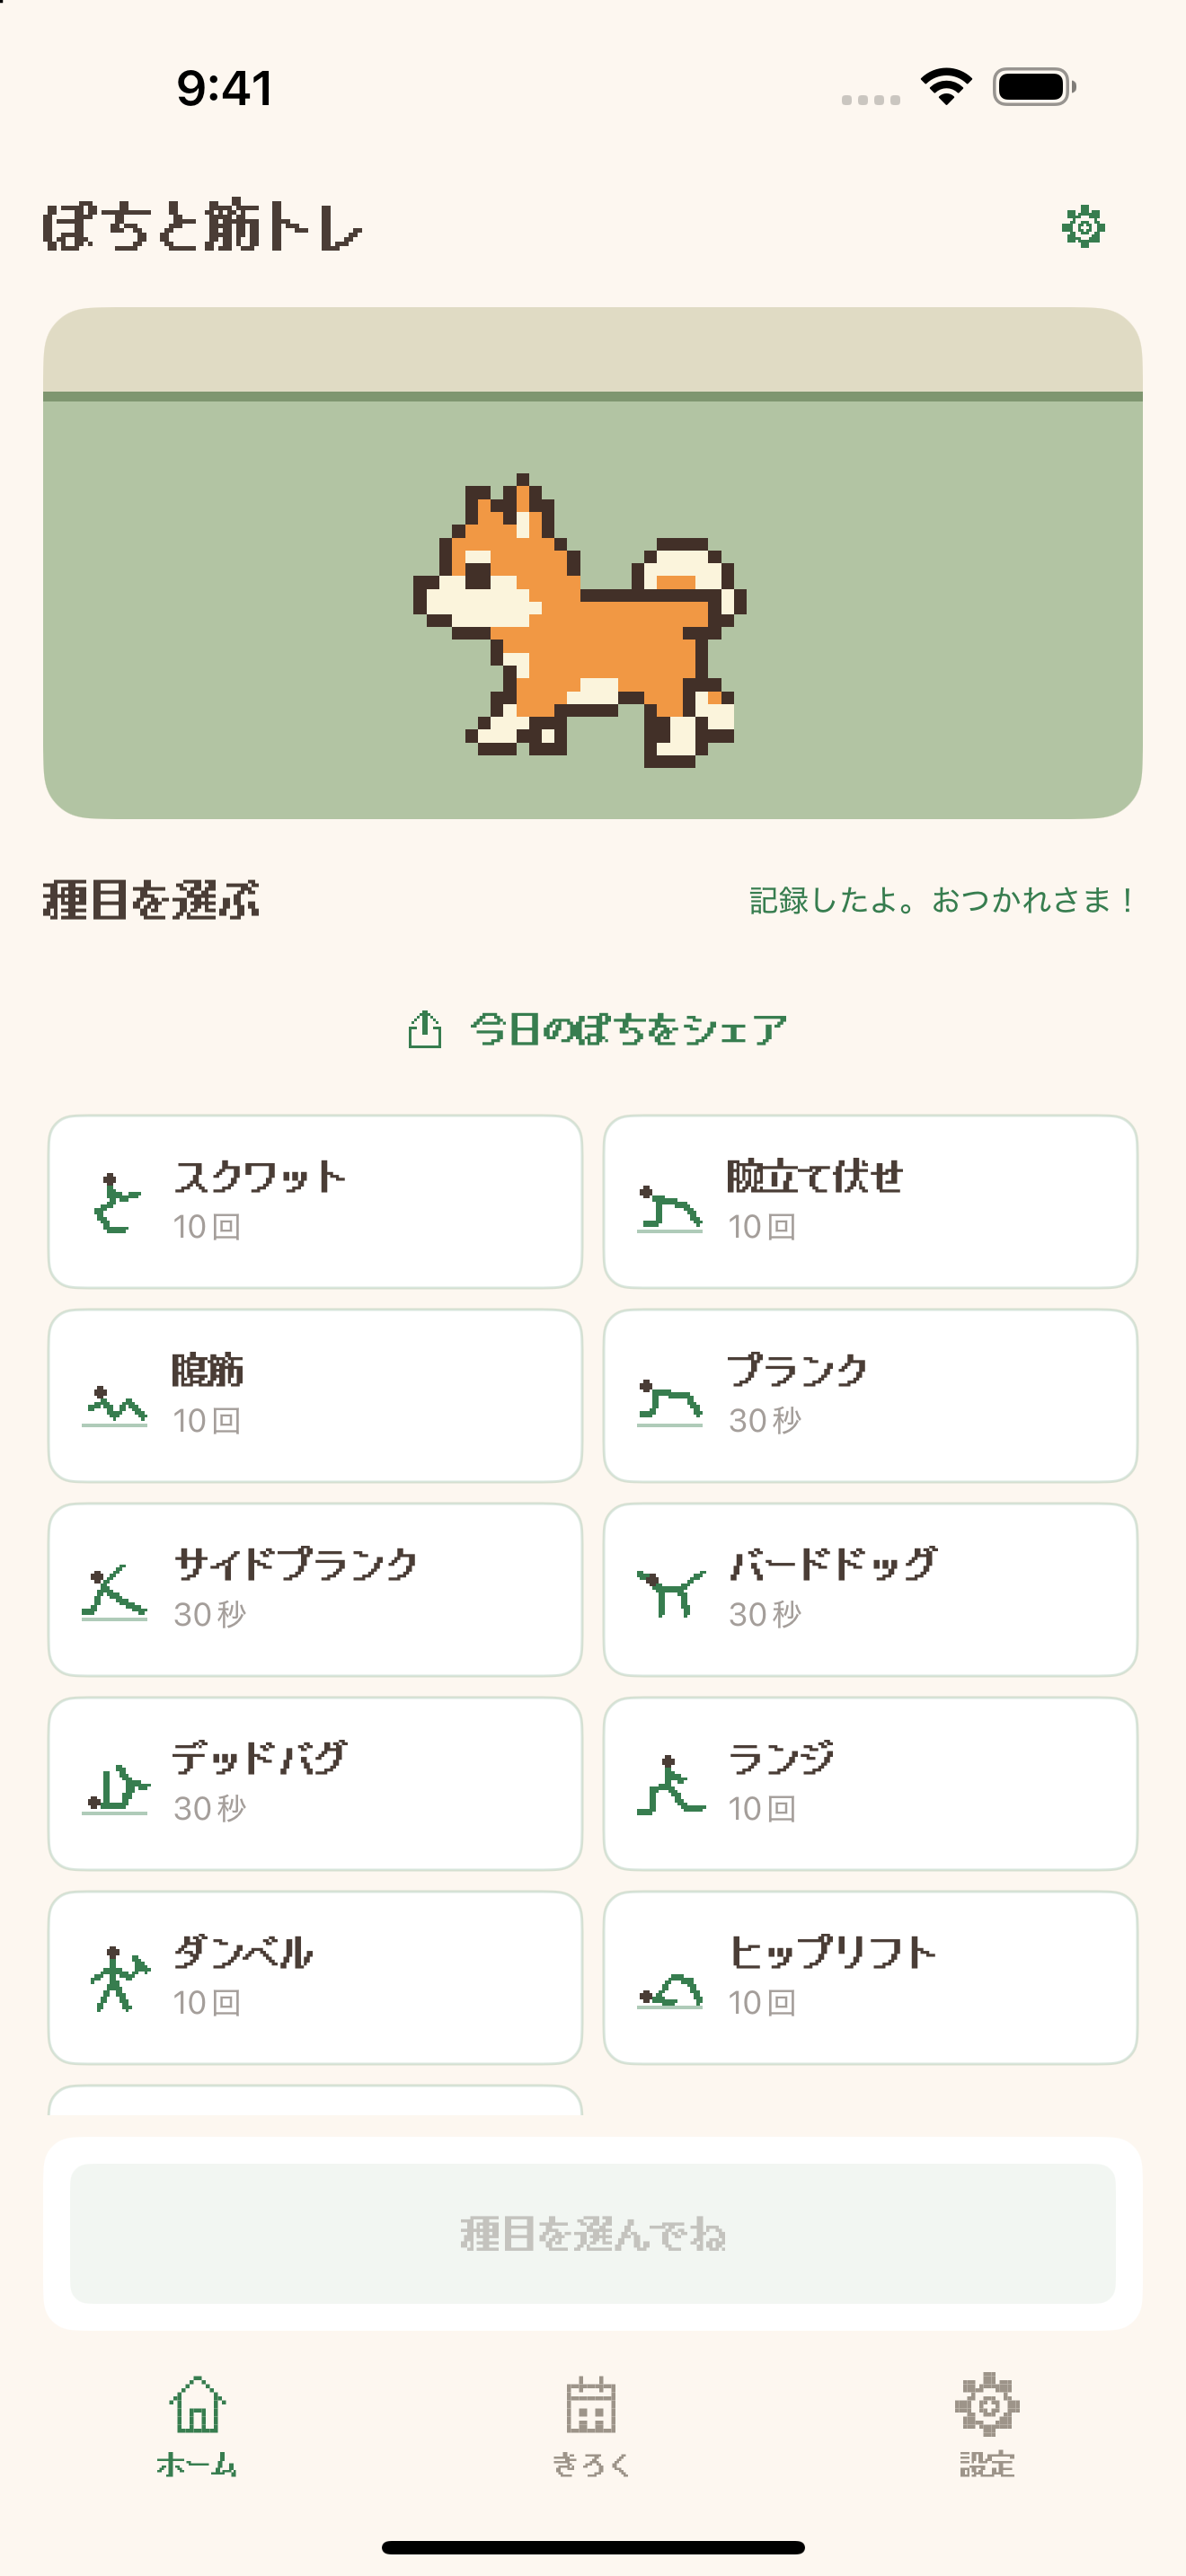 9:41
ぽちと筋トレ
種目を選ぶ
記録したよ。おつかれさま！
今日のぽちをシェア
スクワット
10回
腕立て伏せ
10回
腹筋
10回
プランク
30秒
サイドプランク
30秒
バードドッグ
30秒
デッドバグ
30秒
ランジ
10回
ダンベル
10回
ヒップリフト
10回
種目を選んでね
ホーム
きろく
設定